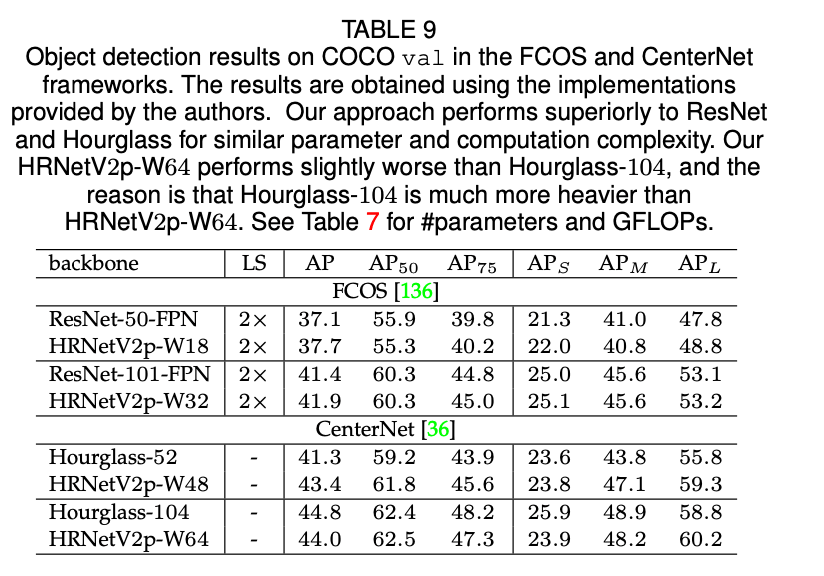 TABLE 9
Object detection results on COCO val in the FCOS and CenterNet
frameworks. The results are obtained using the implementations
provided by the authors. Our approach performs superiorly to ResNet
and Hourglass for similar parameter and computation complexity. Our
HRNetV2p-W64 performs slightly worse than Hourglass-104, and the
reason is that Hourglass-104 is much more heavier than
HRNetV2p-W64. See Table 7 for #parameters and GFLOPs.
backbone LS AP AP50 AP75 APS APM APL
FCOS [136]
ResNet-50-FPN 2× 37.1 55.9 39.8 21.3 41.0 47.8
HRNetV2p-W18 2× 37.7 55.3 40.2 22.0 40.8 48.8
ResNet-101-FPN 2× 41.4 60.3 44.8 25.0 45.6 53.1
HRNetV2p-W32 2× 41.9 60.3 45.0 25.1 45.6 53.2
CenterNet [36]
Hourglass-52 - 41.3 59.2 43.9 23.6 43.8 55.8
HRNetV2p-W48 - 43.4 61.8 45.6 23.8 47.1 59.3
Hourglass-104 - 44.8 62.4 48.2 25.9 48.9 58.8
HRNetV2p-W64 - 44.0 62.5 47.3 23.9 48.2 60.2